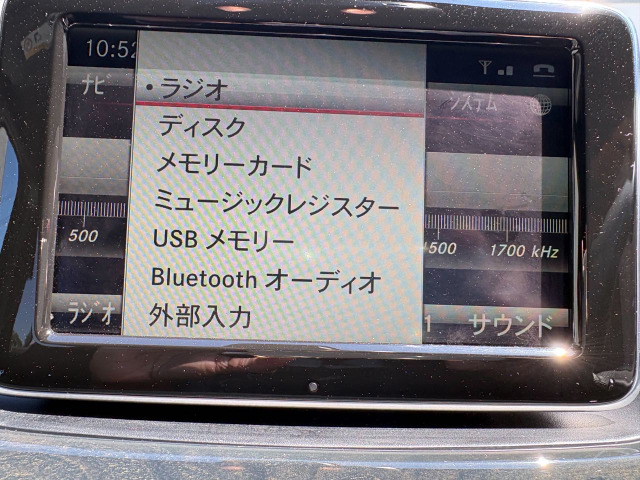 10:52
ナビ
システム
• ラジオ
ディスク
メモリーカード
ミュージックレジスター
USB メモリー
Bluetooth オーディオ
外部入力
500
1500
1700 kHz
ラジオ
サウンド